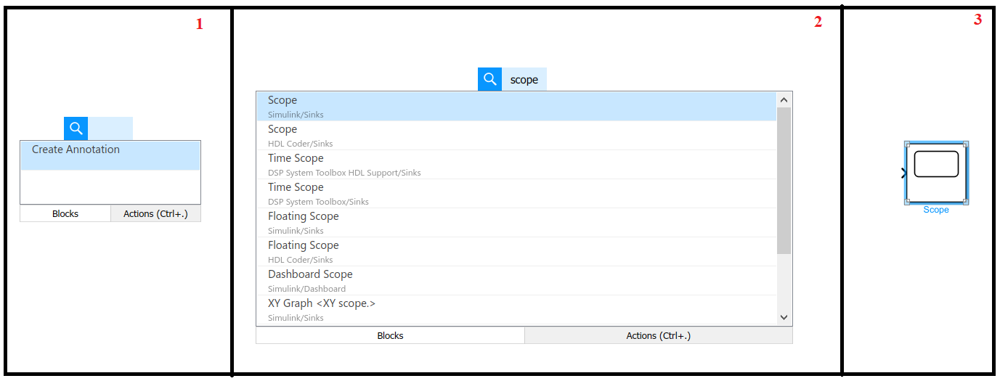 1
Create Annotation
Blocks
Actions (Ctrl+.)
2
scope
Scope
Simulink/Sinks
Scope
HDL Coder/Sinks
Time Scope
DSP System Toolbox HDL Support/Sinks
Time Scope
DSP System Toolbox/Sinks
Floating Scope
Simulink/Sinks
Floating Scope
HDL Coder/Sinks
Dashboard Scope
Simulink/Dashboard
XY Graph <XY scope.>
Simulink/Sinks
Blocks
Actions (Ctrl+.)
3
Scope